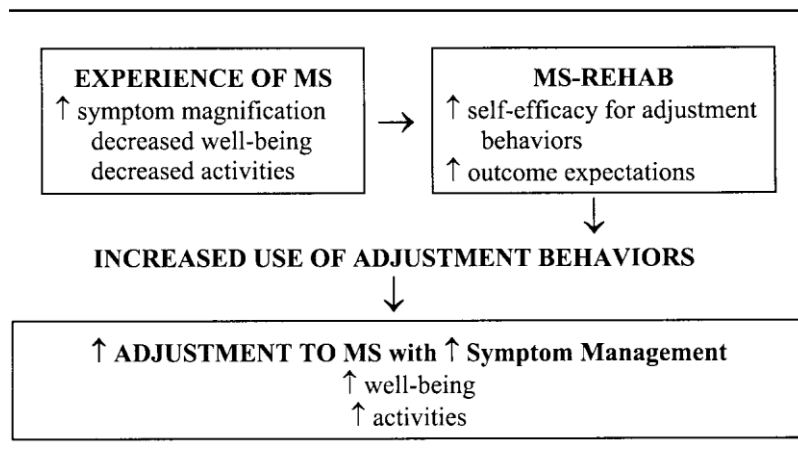 EXPERIENCE OF MS
↑ symptom magnification
decreased well-being
decreased activities
MS-REHAB
↑ self-efficacy for adjustment
behaviors
↑ outcome expectations
INCREASED USE OF ADJUSTMENT BEHAVIORS
↑ ADJUSTMENT TO MS with ↑ Symptom Management
↑ well-being
↑ activities